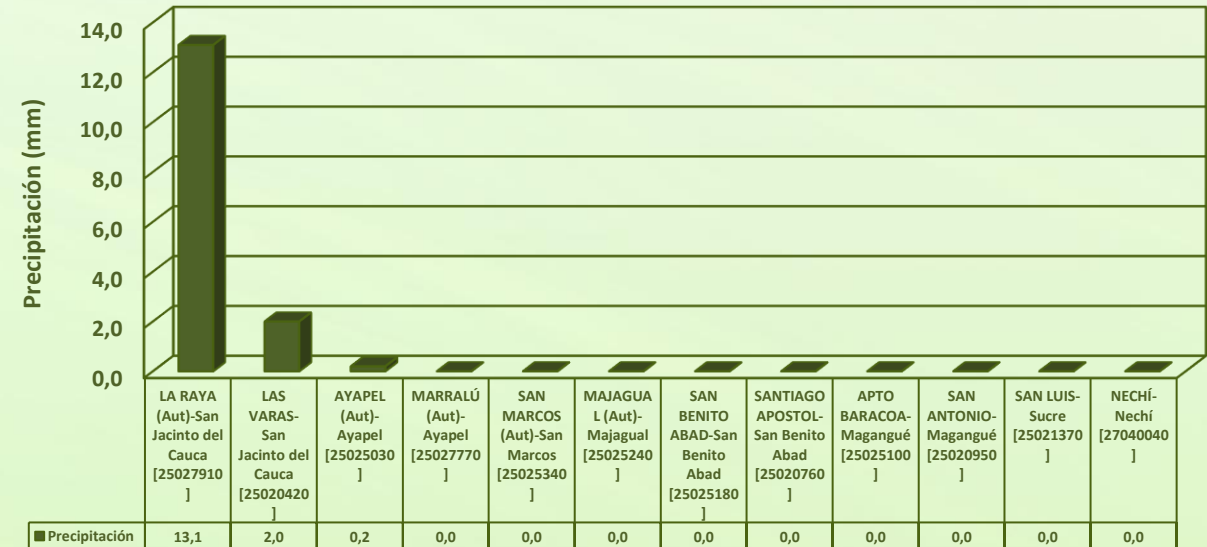 Precipitación (mm)
14,0
12,0
10,0
8,0
6,0
4,0
2,0
0,0
LA RAYA
(Aut)-San
Jacinto del
Cauca
[25027910
]
LAS
VARAS-
San
Jacinto del
Cauca
[25020420
]
AYAPEL
(Aut)-
Ayapel
[25025030
]
MARRALÚ
(Aut)-
Ayapel
[25027770
]
SAN
MARCOS
(Aut)-San
Marcos
[25025340
]
MAJAGUA
L (Aut)-
Majagual
[25025240
]
SAN
BENITO
ABAD-San
Benito
Abad
[25025180
]
SANTIAGO
APOSTOL-
San Benito
Abad
[25020760
]
APTO
BARACOA-
Magangué
[25025100
]
SAN
ANTONIO-
Magangué
[25020950
]
SAN LUIS-
Sucre
[25021370
]
NECHÍ-
Nechí
[27040040
]
Precipitación 13,1 2,0 0,2 0,0 0,0 0,0 0,0 0,0 0,0 0,0 0,0 0,0